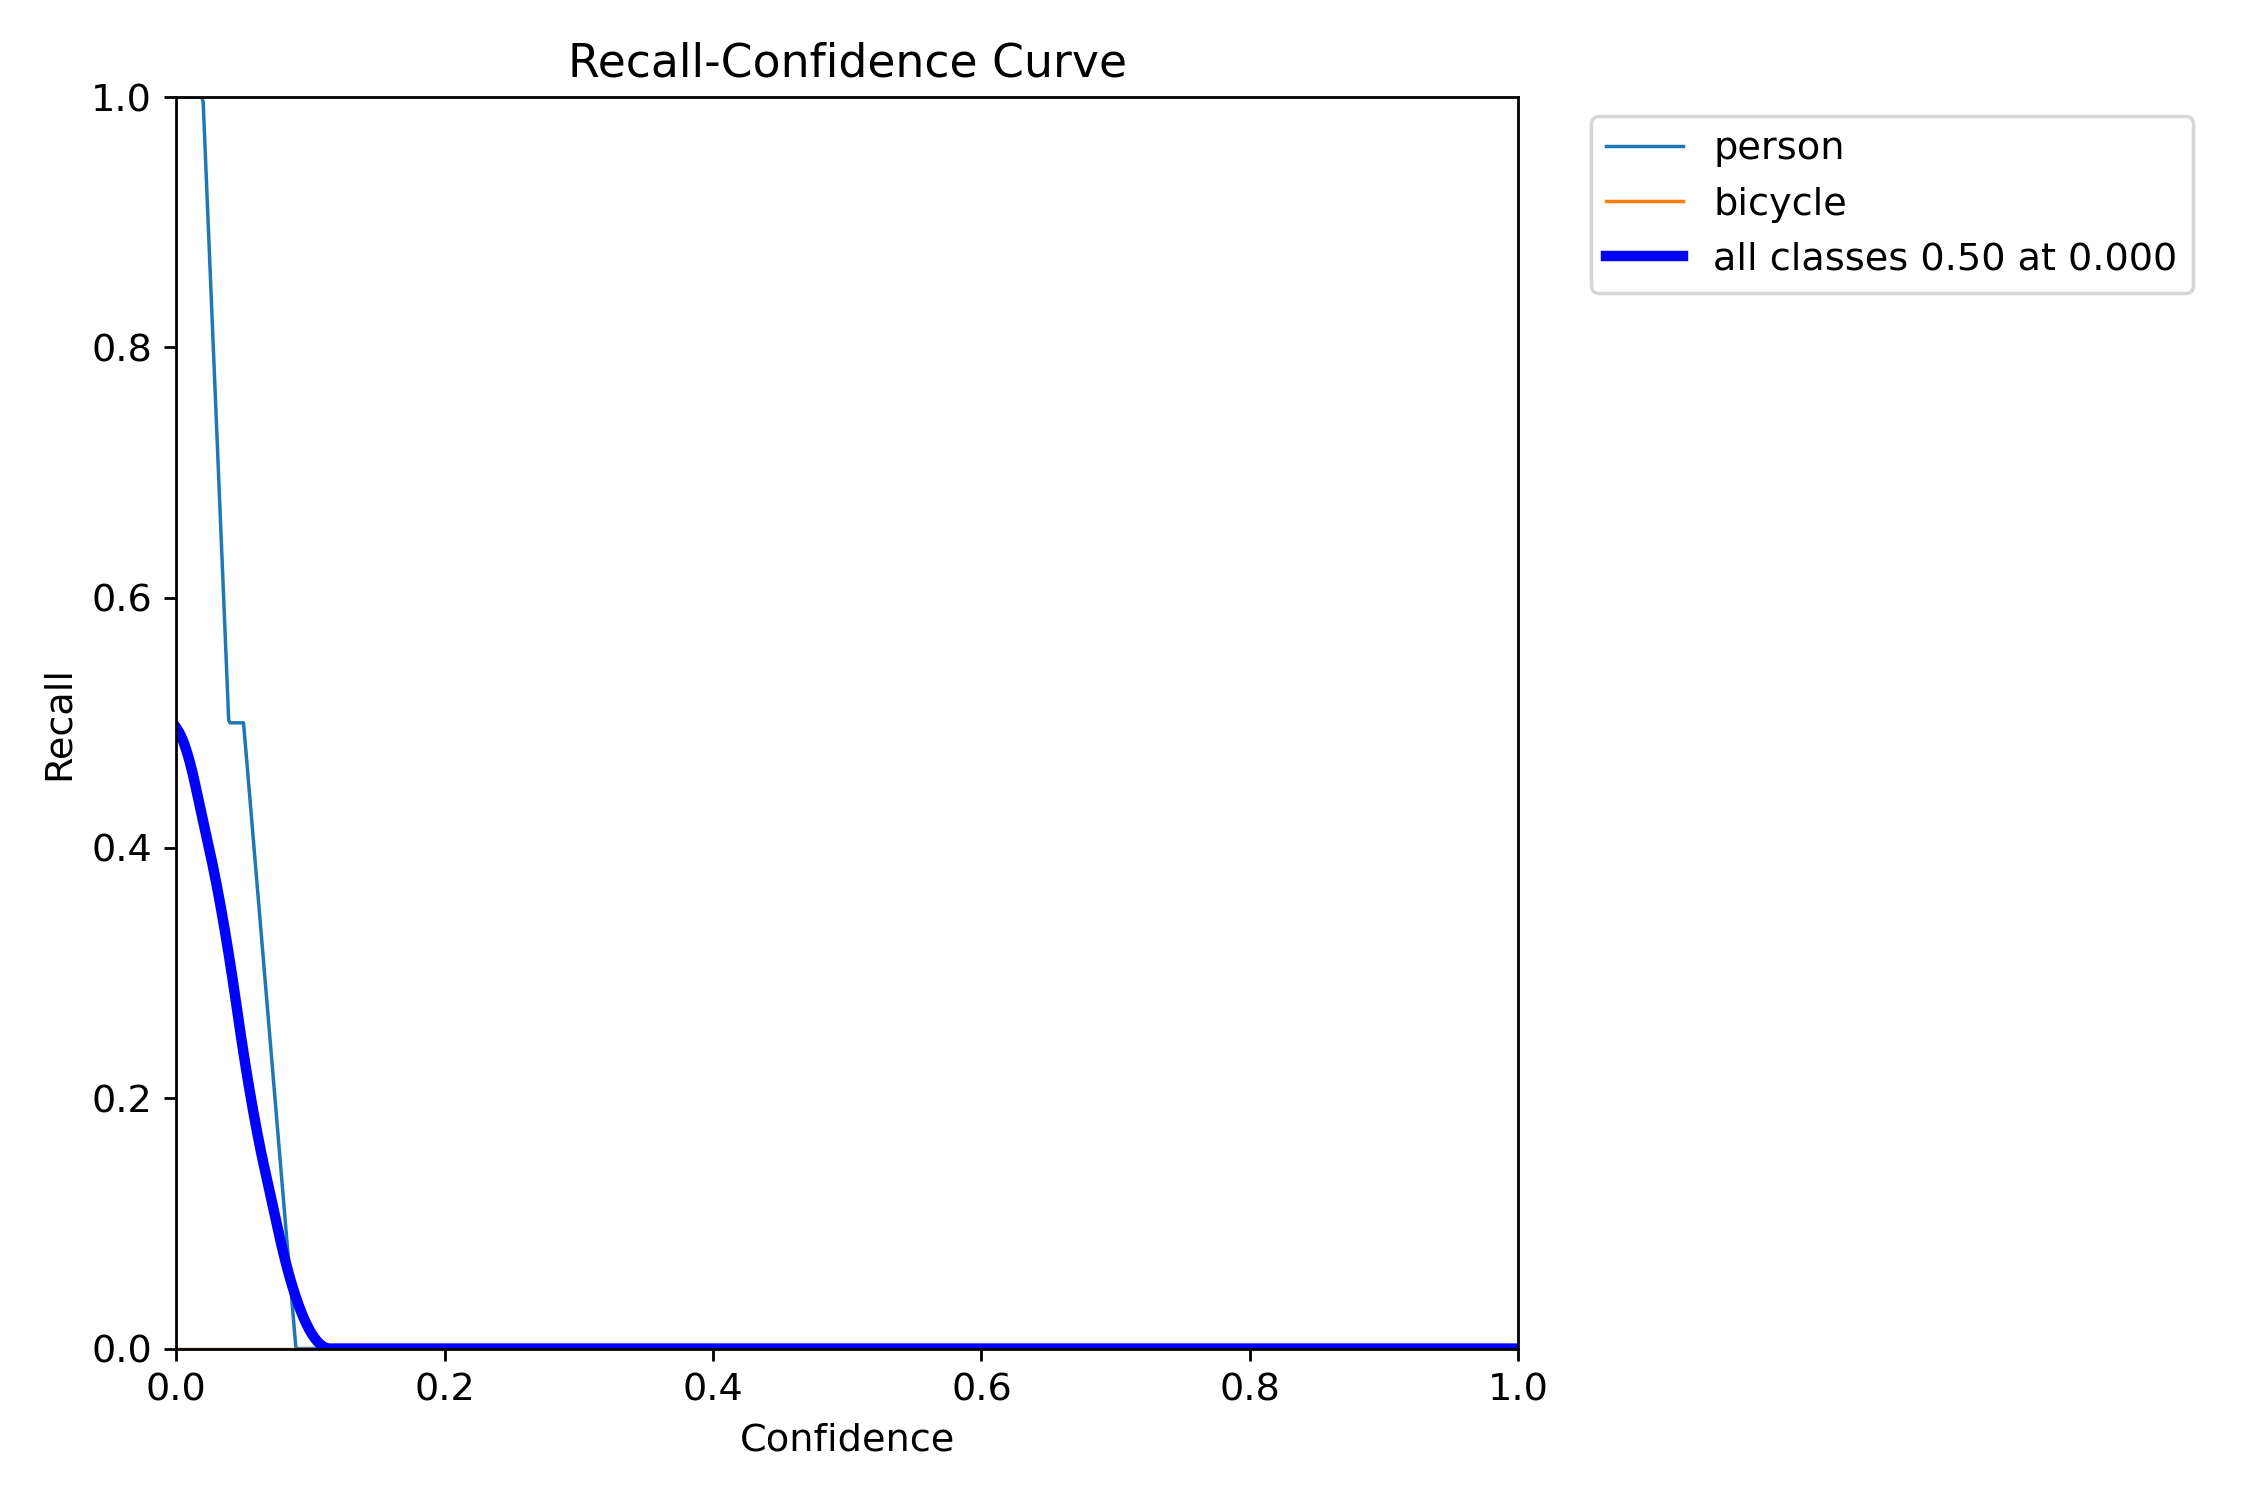 Recall-Confidence Curve
1.0
0.8
0.6
0.4
0.2
0.0
Recall
0.0 0.2 0.4 0.6 0.8 1.0
Confidence
person
bicycle
all classes 0.50 at 0.000